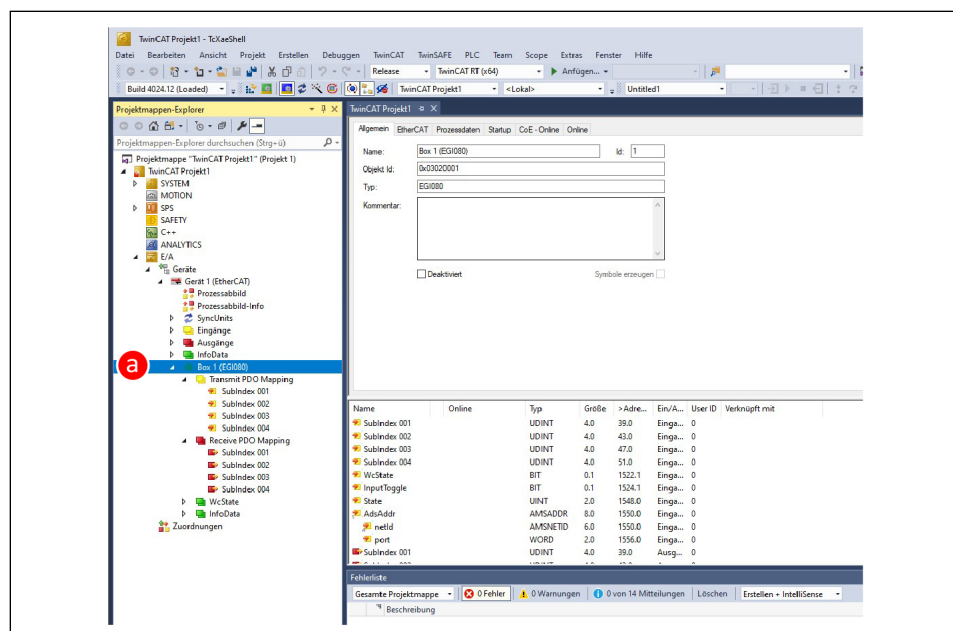 TwinCAT Projekt1 - TcXaeShell
Datei Bearbeiten Ansicht Projekt Erstellen Debuggen TwinCAT TwinSAFE PLC Team Scope Extras Fenster Hilfe
Release TwinCAT RT (x64) Anfügen...
Build 4024.12 (Loaded) TwinCAT Projekt1 <Lokal> Untitled1
Projektmappen-Explorer
Projektmappen-Explorer durchsuchen (Strg+ü)
Projektmappe "TwinCAT Projekt1" (Projekt 1)
TwinCAT Projekt1
SYSTEM
MOTION
SPS
SAFETY
C++
ANALYTICS
E/A
Geräte
Gerät 1 (EtherCAT)
Prozessabbild
Prozessabbild-Info
SyncUnits
Eingänge
Ausgänge
InfoData
a Box 1 (EGI080)
Transmit PDO Mapping
SubIndex 001
SubIndex 002
SubIndex 003
SubIndex 004
Receive PDO Mapping
SubIndex 001
SubIndex 002
SubIndex 003
SubIndex 004
WcState
InfoData
Zuordnungen
TwinCAT Projekt1
Allgemein EtherCAT Prozessdaten Startup CoE - Online Online
Name: Box 1 (EGI080) Id: 1
Objekt Id: 0x03020001
Typ: EGI080
Kommentar:
Deaktiviert Symbole erzeugen
Name Online Typ Größe >Adre... Ein/A... User ID Verknüpft mit
SubIndex 001 UDINT 4.0 39.0 Einga... 0
SubIndex 002 UDINT 4.0 43.0 Einga... 0
SubIndex 003 UDINT 4.0 47.0 Einga... 0
SubIndex 004 UDINT 4.0 51.0 Einga... 0
WcState BIT 0.1 1522.1 Einga... 0
InputToggle BIT 0.1 1524.1 Einga... 0
State UINT 2.0 1548.0 Einga... 0
AdsAddr AMSADDR 8.0 1550.0 Einga... 0
netId AMSNETID 6.0 1550.0 Einga... 0
port WORD 2.0 1556.0 Einga... 0
SubIndex 001 UDINT 4.0 39.0 Ausg... 0
Fehlerliste
Gesamte Projektmappe 0 Fehler 0 Warnungen 0 von 14 Mitteilungen Löschen Erstellen + IntelliSense
Beschreibung